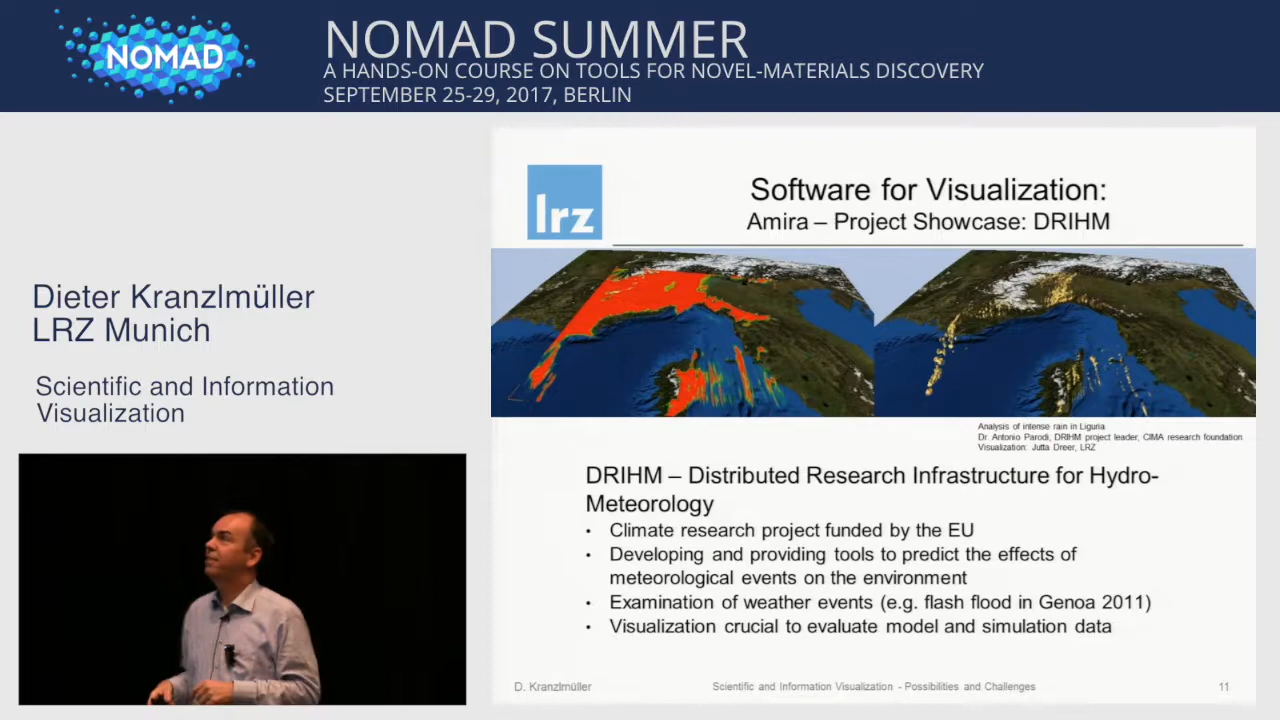 NOMAD
NOMAD SUMMER
A HANDS-ON COURSE ON TOOLS FOR NOVEL-MATERIALS DISCOVERY
SEPTEMBER 25-29, 2017, BERLIN
Dieter Kranzlmüller
LRZ Munich
Scientific and Information
Visualization
lrz
Software for Visualization:
Amira – Project Showcase: DRIHM
Analysis of intense rain in Liguria
Dr. Antonio Parodi, DRIHM project leader, CIMA research foundation
Visualization: Jutta Dreer, LRZ
DRIHM – Distributed Research Infrastructure for Hydro-
Meteorology
• Climate research project funded by the EU
• Developing and providing tools to predict the effects of
meteorological events on the environment
• Examination of weather events (e.g. flash flood in Genoa 2011)
• Visualization crucial to evaluate model and simulation data
D. Kranzlmüller
Scientific and Information Visualization - Possibilities and Challenges
11